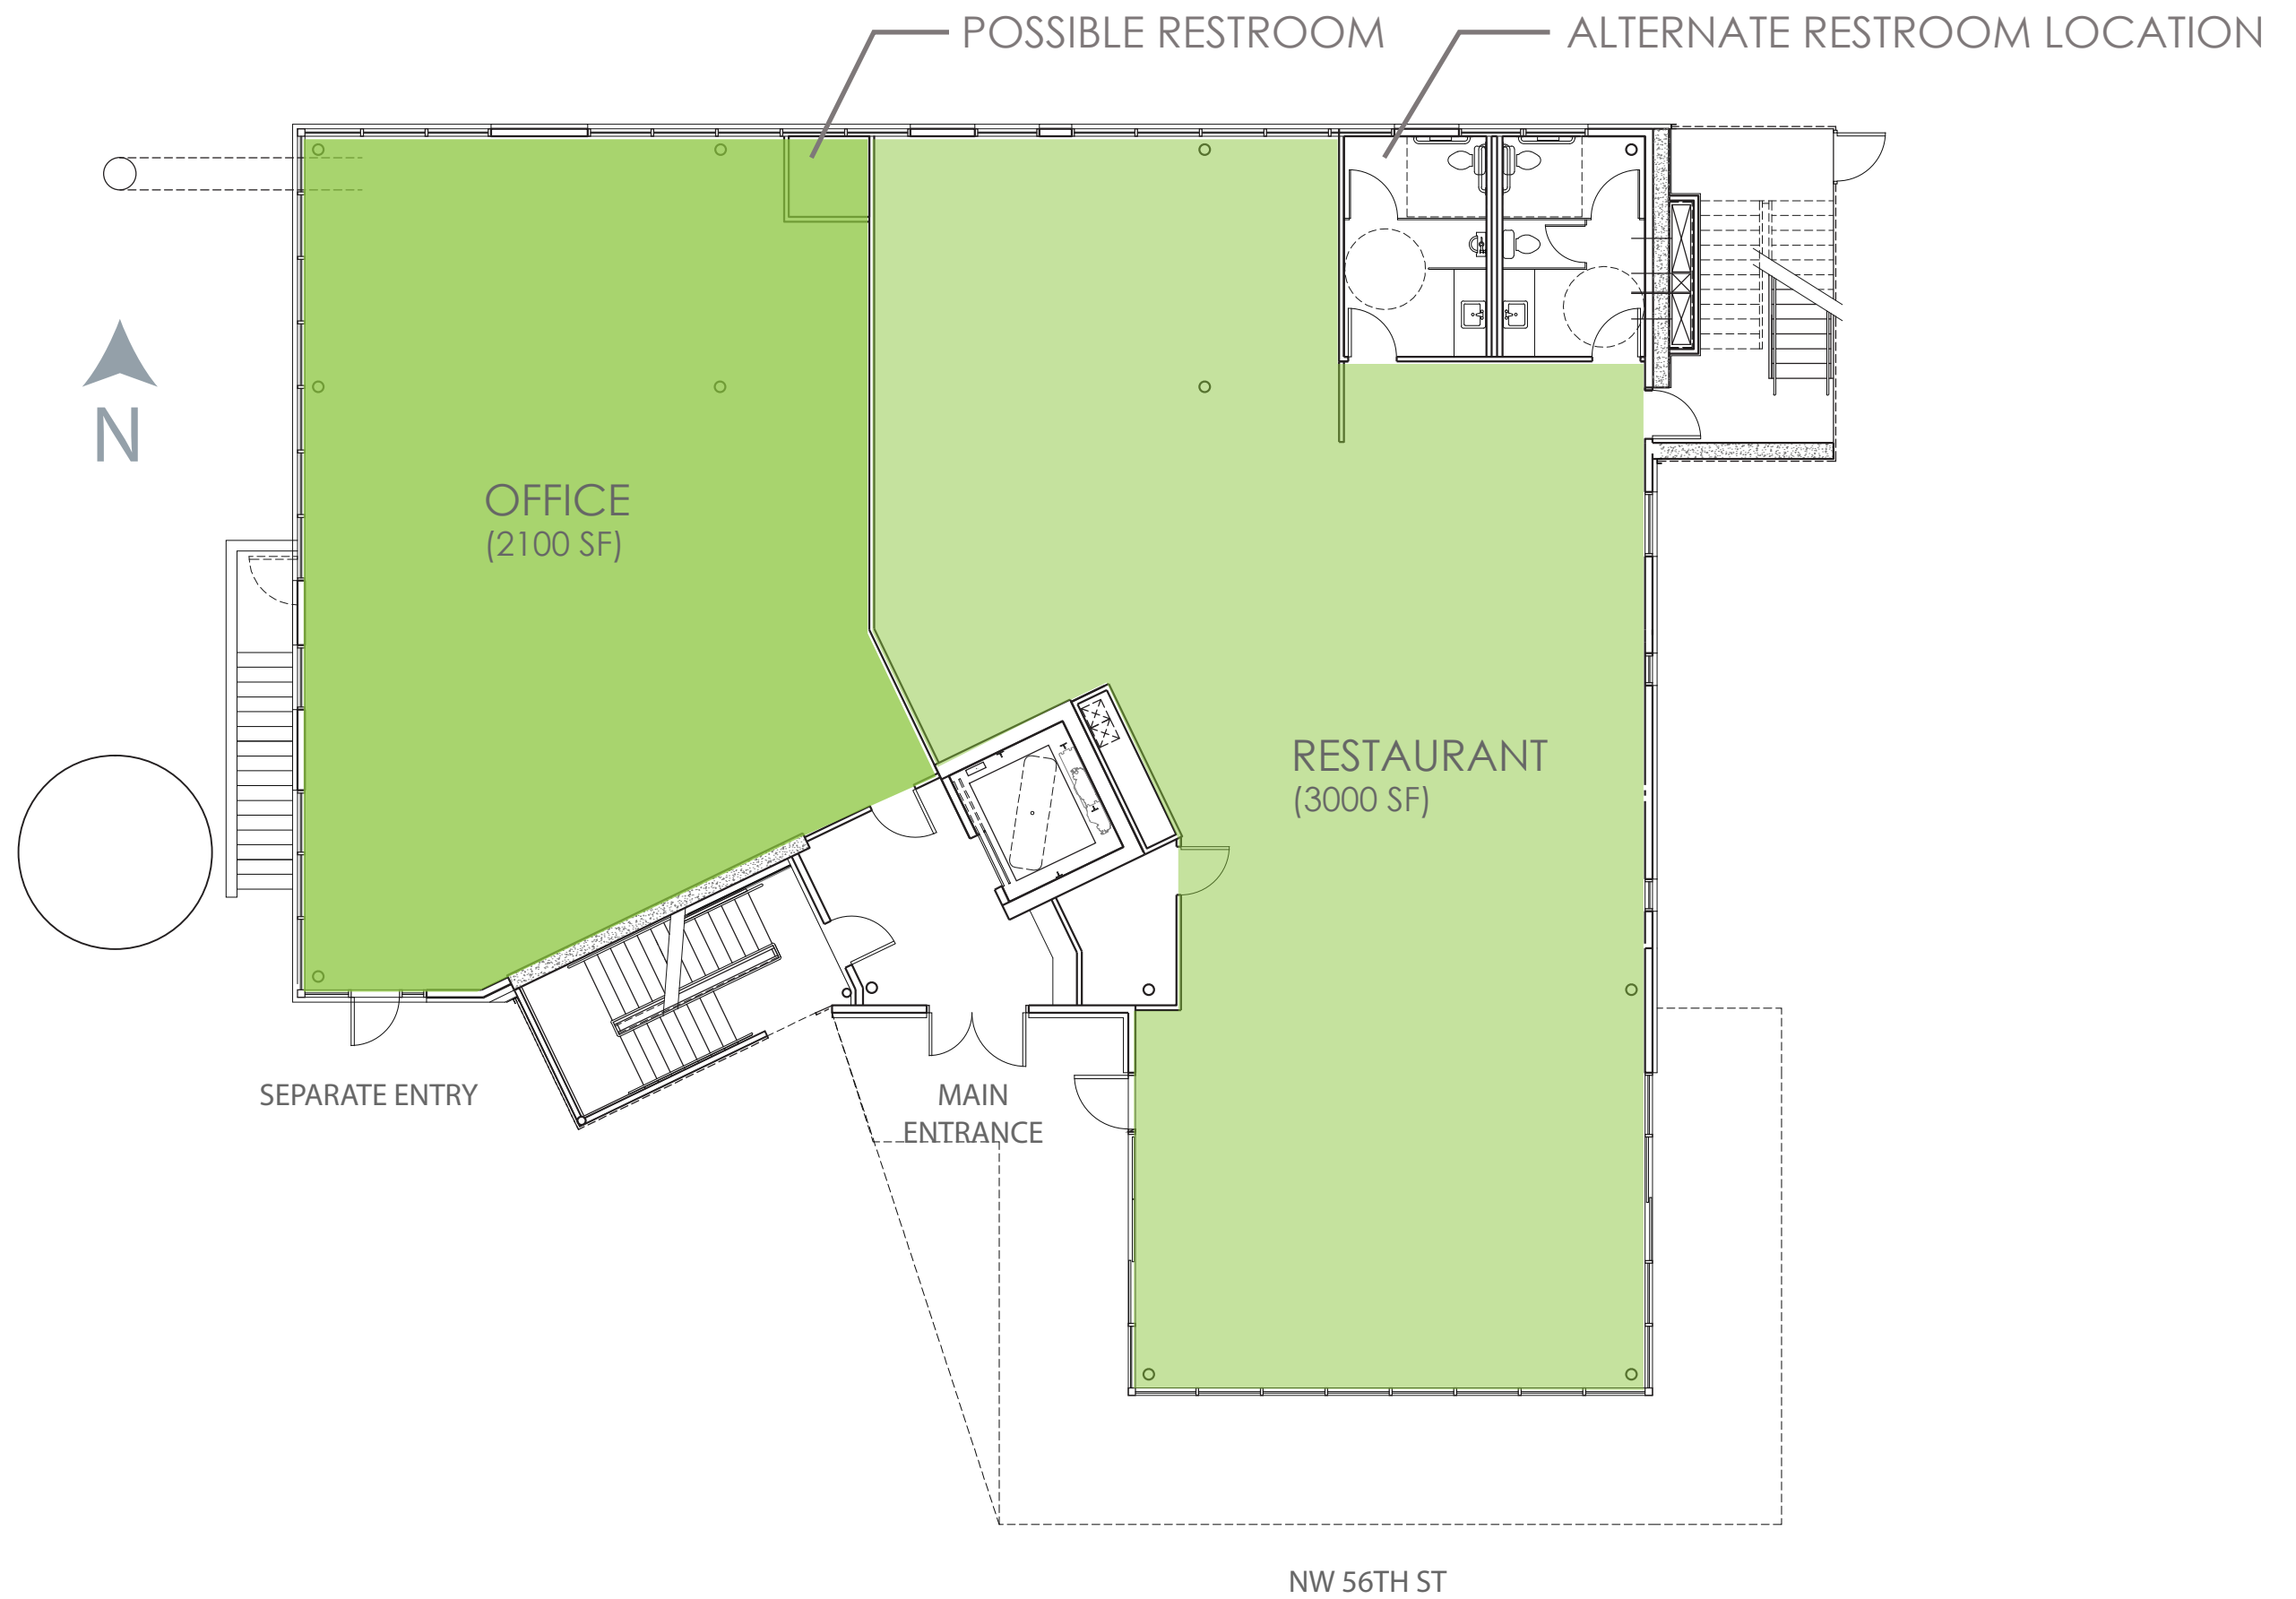 POSSIBLE RESTROOM
ALTERNATE RESTROOM LOCATION
N
OFFICE
(2100 SF)
RESTAURANT
(3000 SF)
SEPARATE ENTRY
MAIN
ENTRANCE
NW 56TH ST